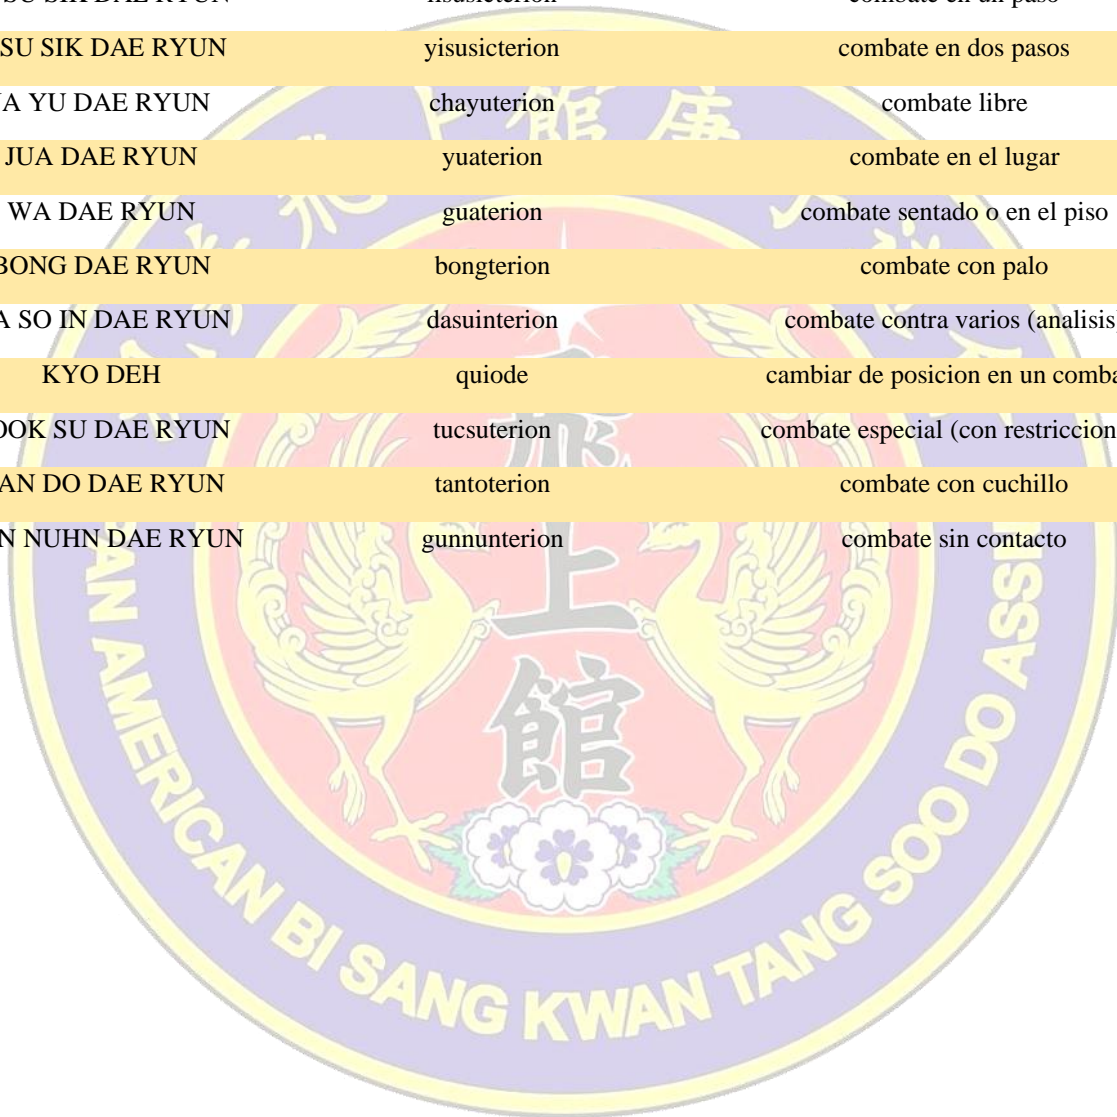 SU SIK DAE RYUN yisusicterion combate en dos pasos
YU DAE RYUN chayuterion combate libre
JUA DAE RYUN yuaterion combate en el lugar
WA DAE RYUN guaterion combate sentado o en el piso
BONG DAE RYUN bongterion combate con palo
SO IN DAE RYUN dasuinterion combate contra varios (analisis)
KYO DEH quiode cambiar de posicion en un comba
OOK SU DAE RYUN tucsuterion combate especial (con restriccion
AN DO DAE RYUN tantoterion combate con cuchillo
N NUHN DAE RYUN gunnunterion combate sin contacto
飛
上
館
AN AMERICAN BI SANG KWAN TANG SOO DO ASS